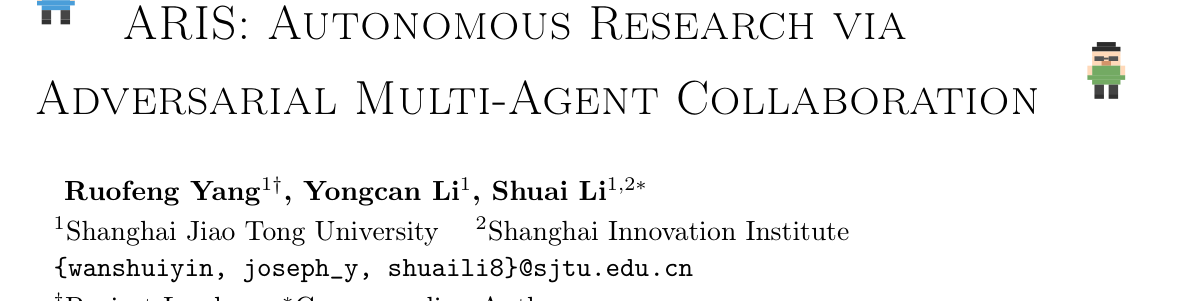 ARIS: Autonomous Research via
Adversarial Multi-Agent Collaboration
Ruofeng Yang1†, Yongcan Li1, Shuai Li1,2*
1Shanghai Jiao Tong University 2Shanghai Innovation Institute
{wanshuiyin, joseph_y, shuaili8}@sjtu.edu.cn